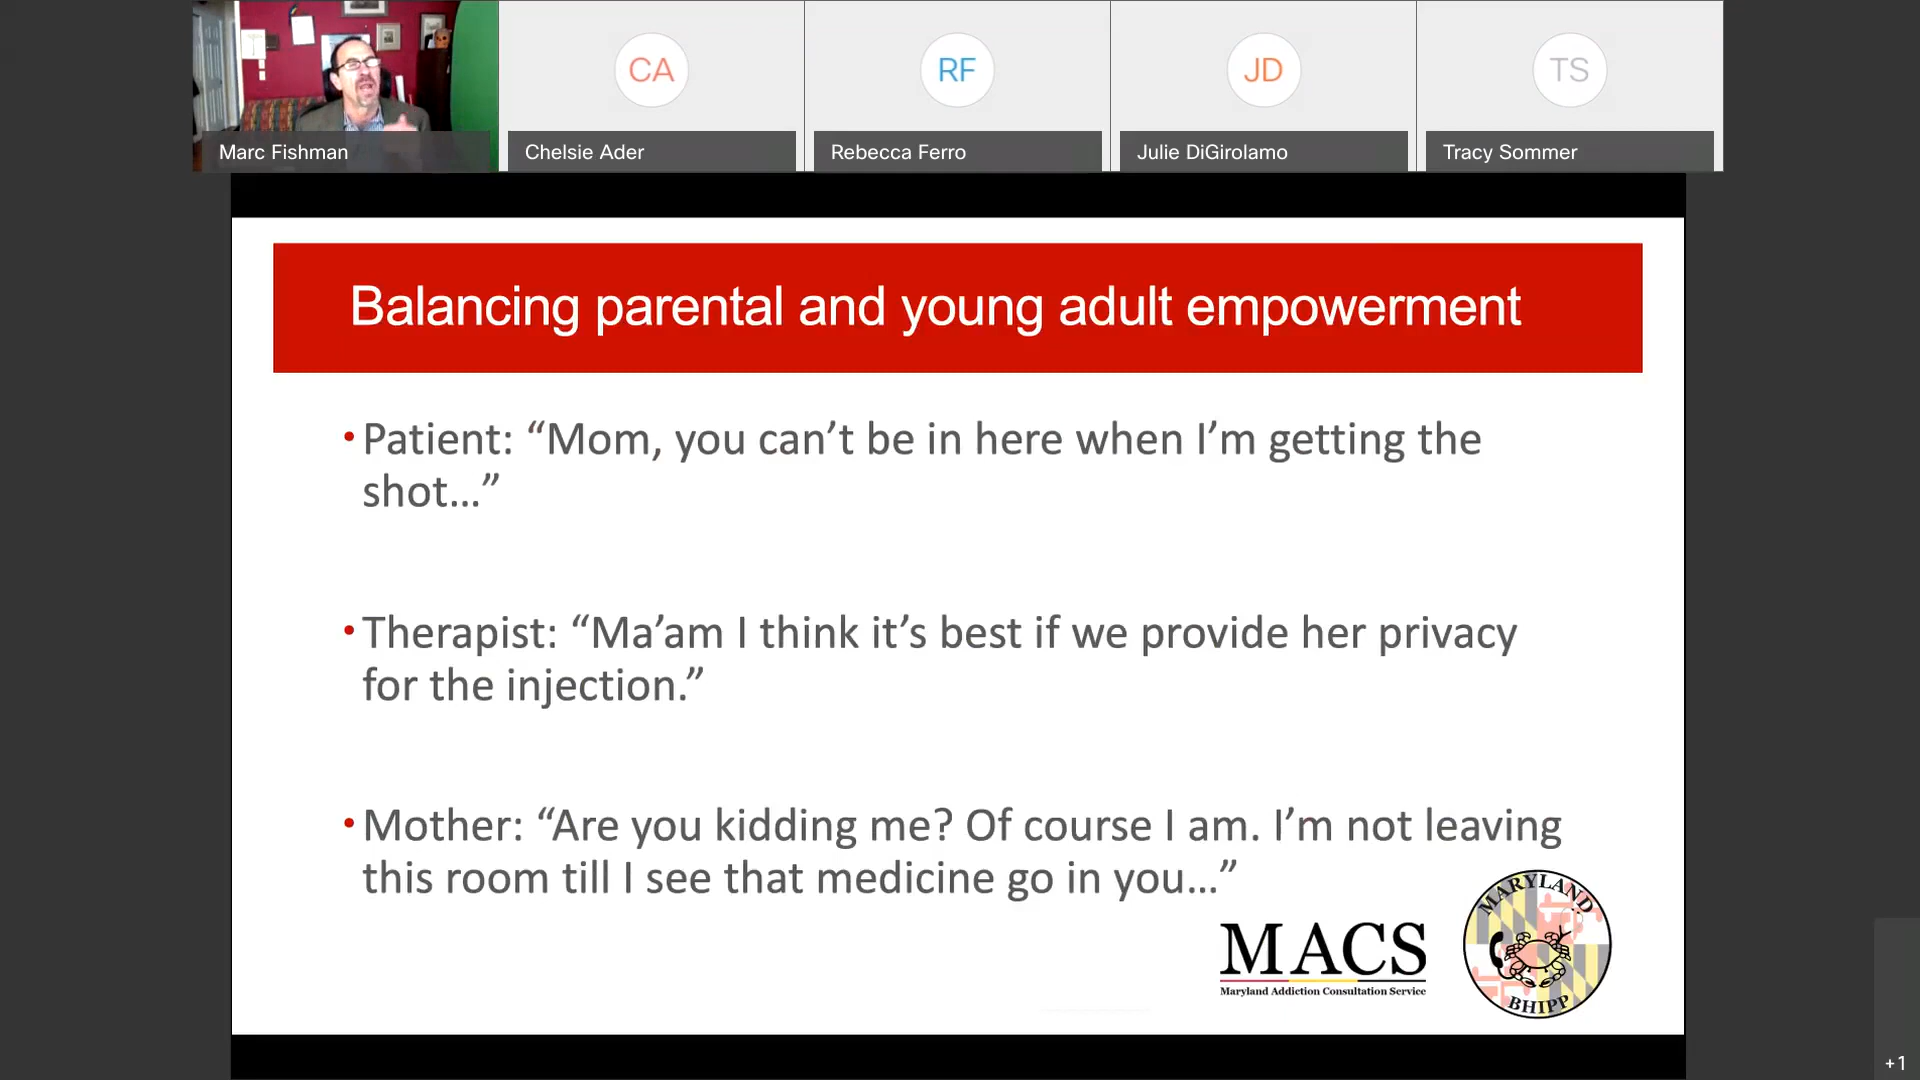 CA
RF
JD
TS
Marc Fishman
Chelsie Ader
Rebecca Ferro
Julie DiGirolamo
Tracy Sommer
Balancing parental and young adult empowerment
•Patient: “Mom, you can’t be in here when I’m getting the
shot…”
•Therapist: “Ma’am I think it’s best if we provide her privacy
for the injection.”
•Mother: “Are you kidding me? Of course I am. I’m not leaving
this room till I see that medicine go in you…”
MACS
Maryland Addiction Consultation Service
MARYLAND
BHIPP
+1